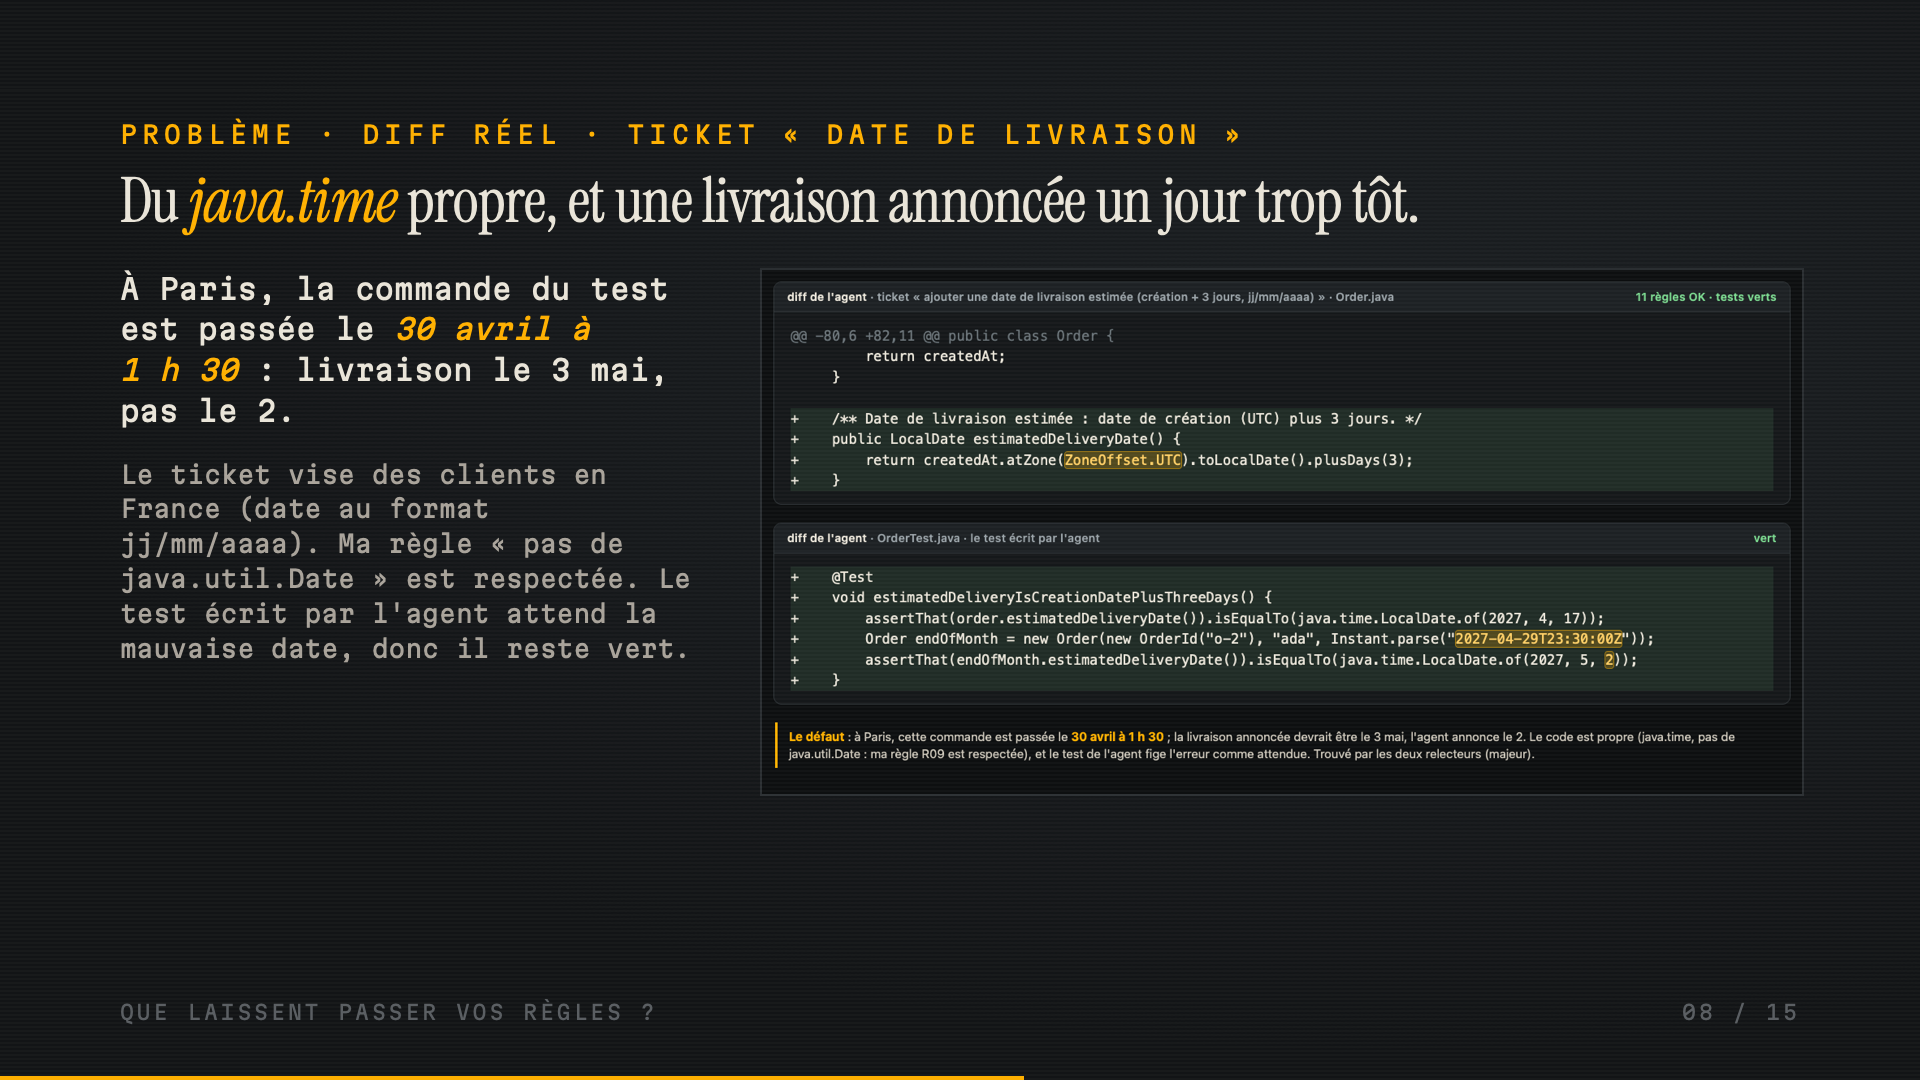 PROBLÈME · DIFF RÉEL · TICKET « DATE DE LIVRAISON »
Du java.time propre, et une livraison annoncée un jour trop tôt.
À Paris, la commande du test
est passée le 30 avril à
1 h 30 : livraison le 3 mai,
pas le 2.
Le ticket vise des clients en
France (date au format
jj/mm/aaaa). Ma règle « pas de
java.util.Date » est respectée. Le
test écrit par l'agent attend la
mauvaise date, donc il reste vert.
diff de l'agent · ticket « ajouter une date de livraison estimée (création + 3 jours, jj/mm/aaaa) » · Order.java 11 règles OK · tests verts
@@ -80,6 +82,11 @@ public class Order {
        return createdAt;
    }
+    /** Date de livraison estimée : date de création (UTC) plus 3 jours. */
+    public LocalDate estimatedDeliveryDate() {
+        return createdAt.atZone(ZoneOffset.UTC).toLocalDate().plusDays(3);
+    }
diff de l'agent · OrderTest.java · le test écrit par l'agent vert
+    @Test
+    void estimatedDeliveryIsCreationDatePlusThreeDays() {
+        assertThat(order.estimatedDeliveryDate()).isEqualTo(java.time.LocalDate.of(2027, 4, 17));
+        Order endOfMonth = new Order(new OrderId("o-2"), "ada", Instant.parse("2027-04-29T23:30:00Z"));
+        assertThat(endOfMonth.estimatedDeliveryDate()).isEqualTo(java.time.LocalDate.of(2027, 5, 2));
+    }
Le défaut : à Paris, cette commande est passée le 30 avril à 1 h 30 ; la livraison annoncée devrait être le 3 mai, l'agent annonce le 2. Le code est propre (java.time, pas de
java.util.Date : ma règle R09 est respectée), et le test de l'agent fige l'erreur comme attendue. Trouvé par les deux relecteurs (majeur).
QUE LAISSENT PASSER VOS RÈGLES ?
08 / 15